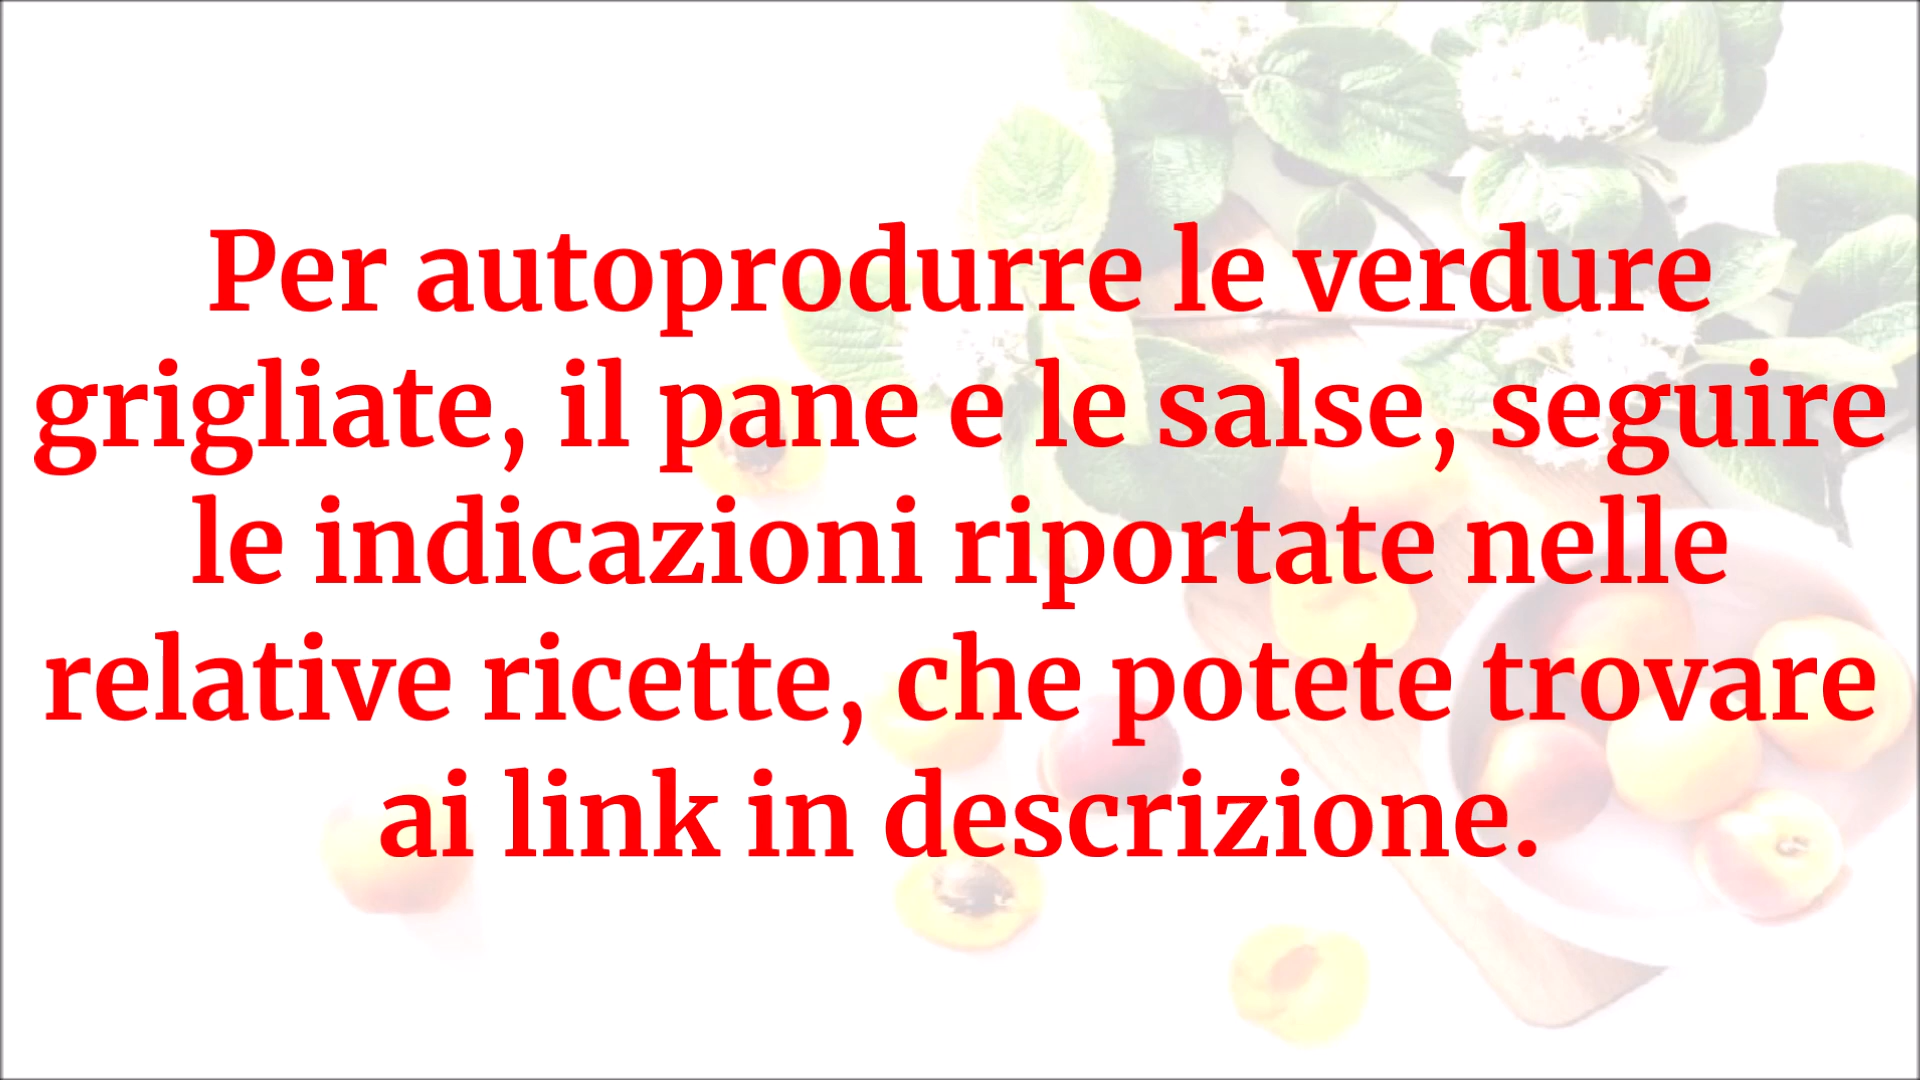 Per autoprodurre le verdure
grigliate, il pane e le salse, seguire
le indicazioni riportate nelle
relative ricette, che potete trovare
ai link in descrizione.